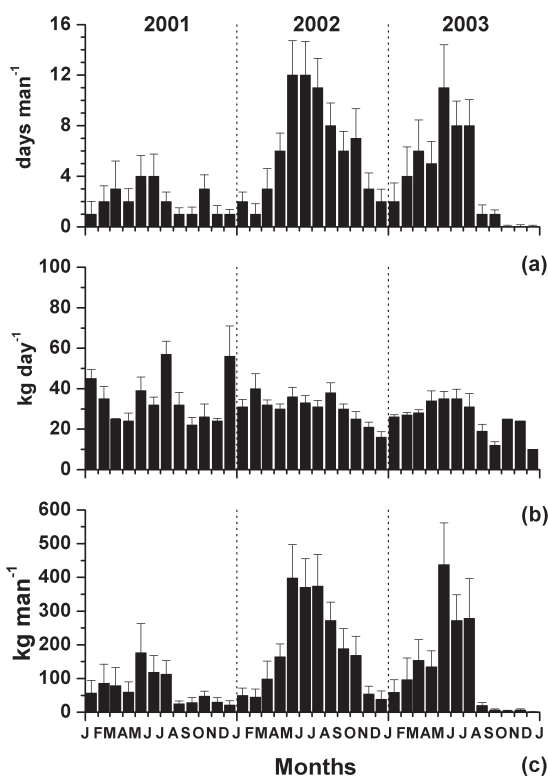 2001 2002 2003
16
12
8
4
0
days man-1
(a)
100
80
60
40
20
0
kg day-1
(b)
600
500
400
300
200
100
0
kg man-1
J FMAMJ J A S O N D J FMAMJ J A S O N D J FMAMJ J A S O N D J
Months
(c)